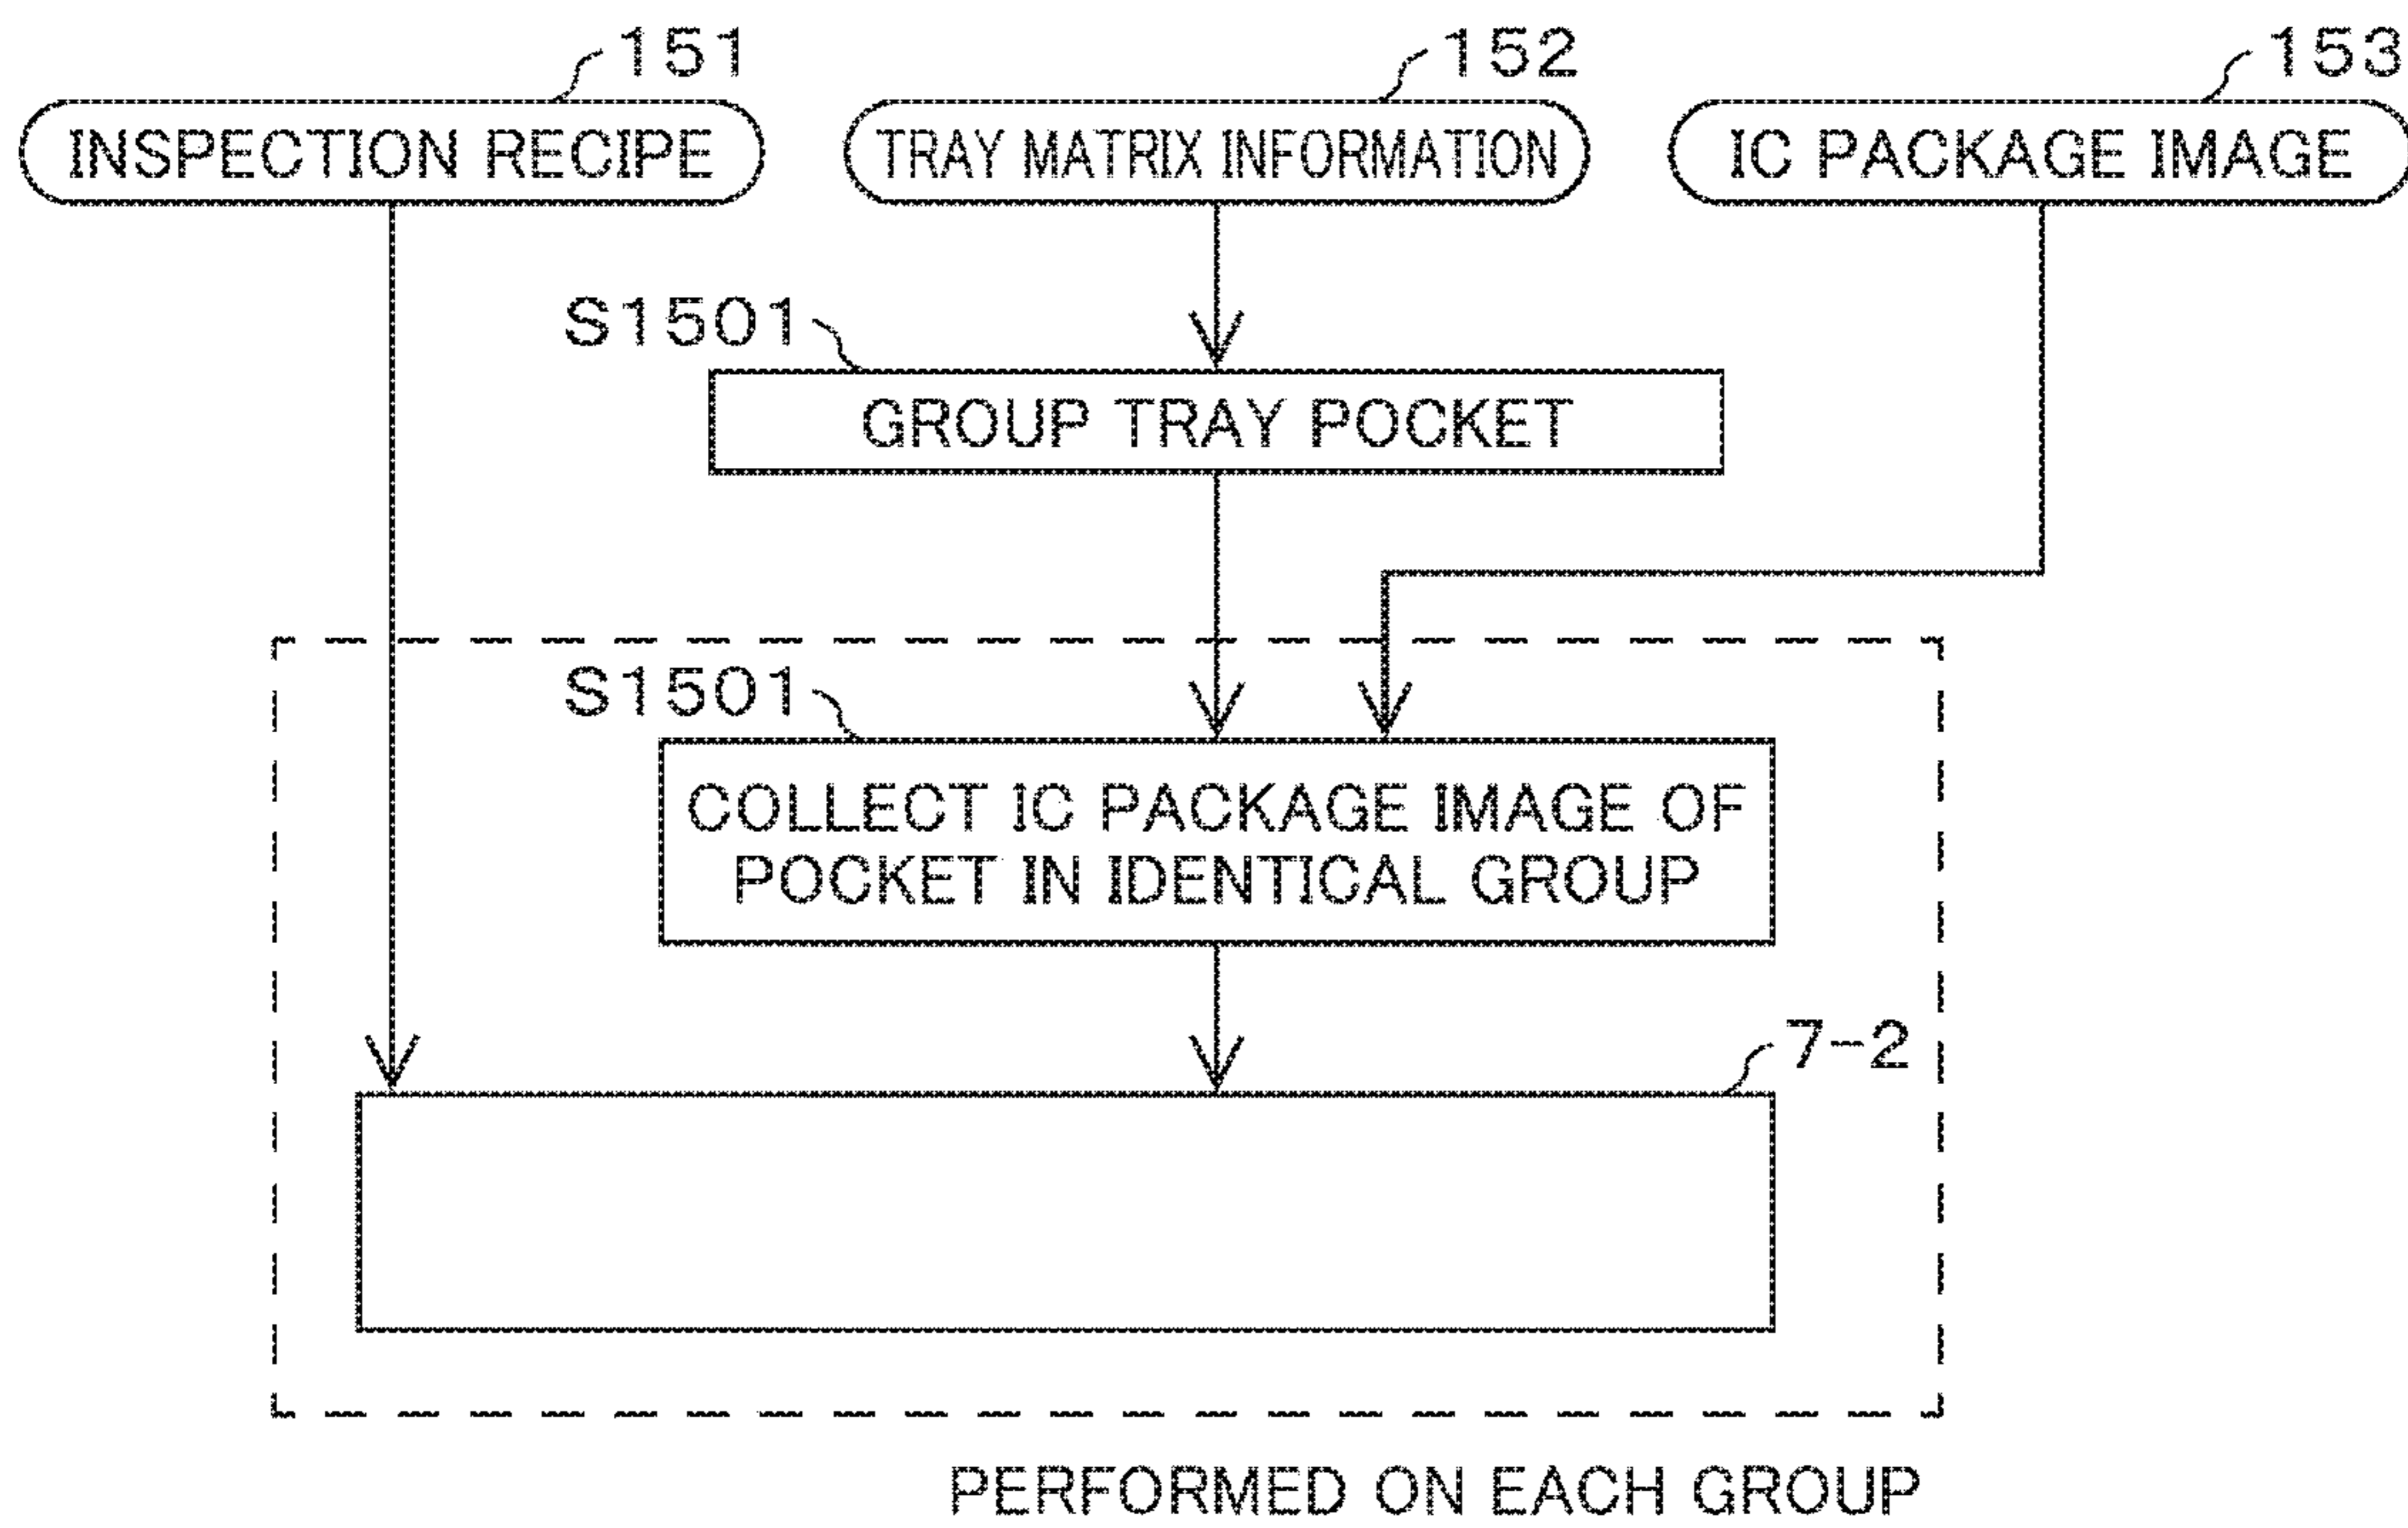 151
152
153
INSPECTION RECIPE
TRAY MATRIX INFORMATION
IC PACKAGE IMAGE
S1501
GROUP TRAY POCKET
S1501
COLLECT IC PACKAGE IMAGE OF
POCKET IN IDENTICAL GROUP
7-2
PERFORMED ON EACH GROUP